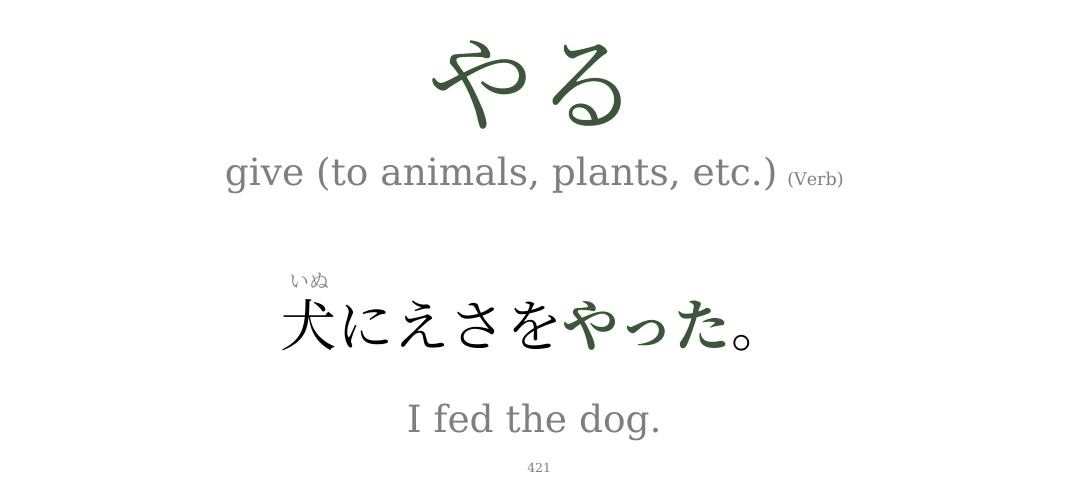 やる
give (to animals, plants, etc.) (Verb)
いぬ
犬にえさをやった。
I fed the dog.
421